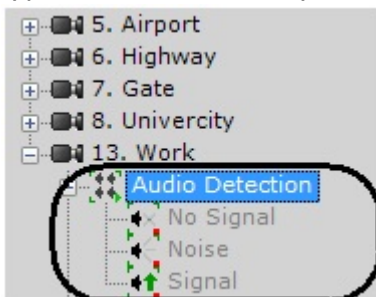 5. Airport
6. Highway
7. Gate
8. Univercity
13. Work
Audio Detection
No Signal
Noise
Signal